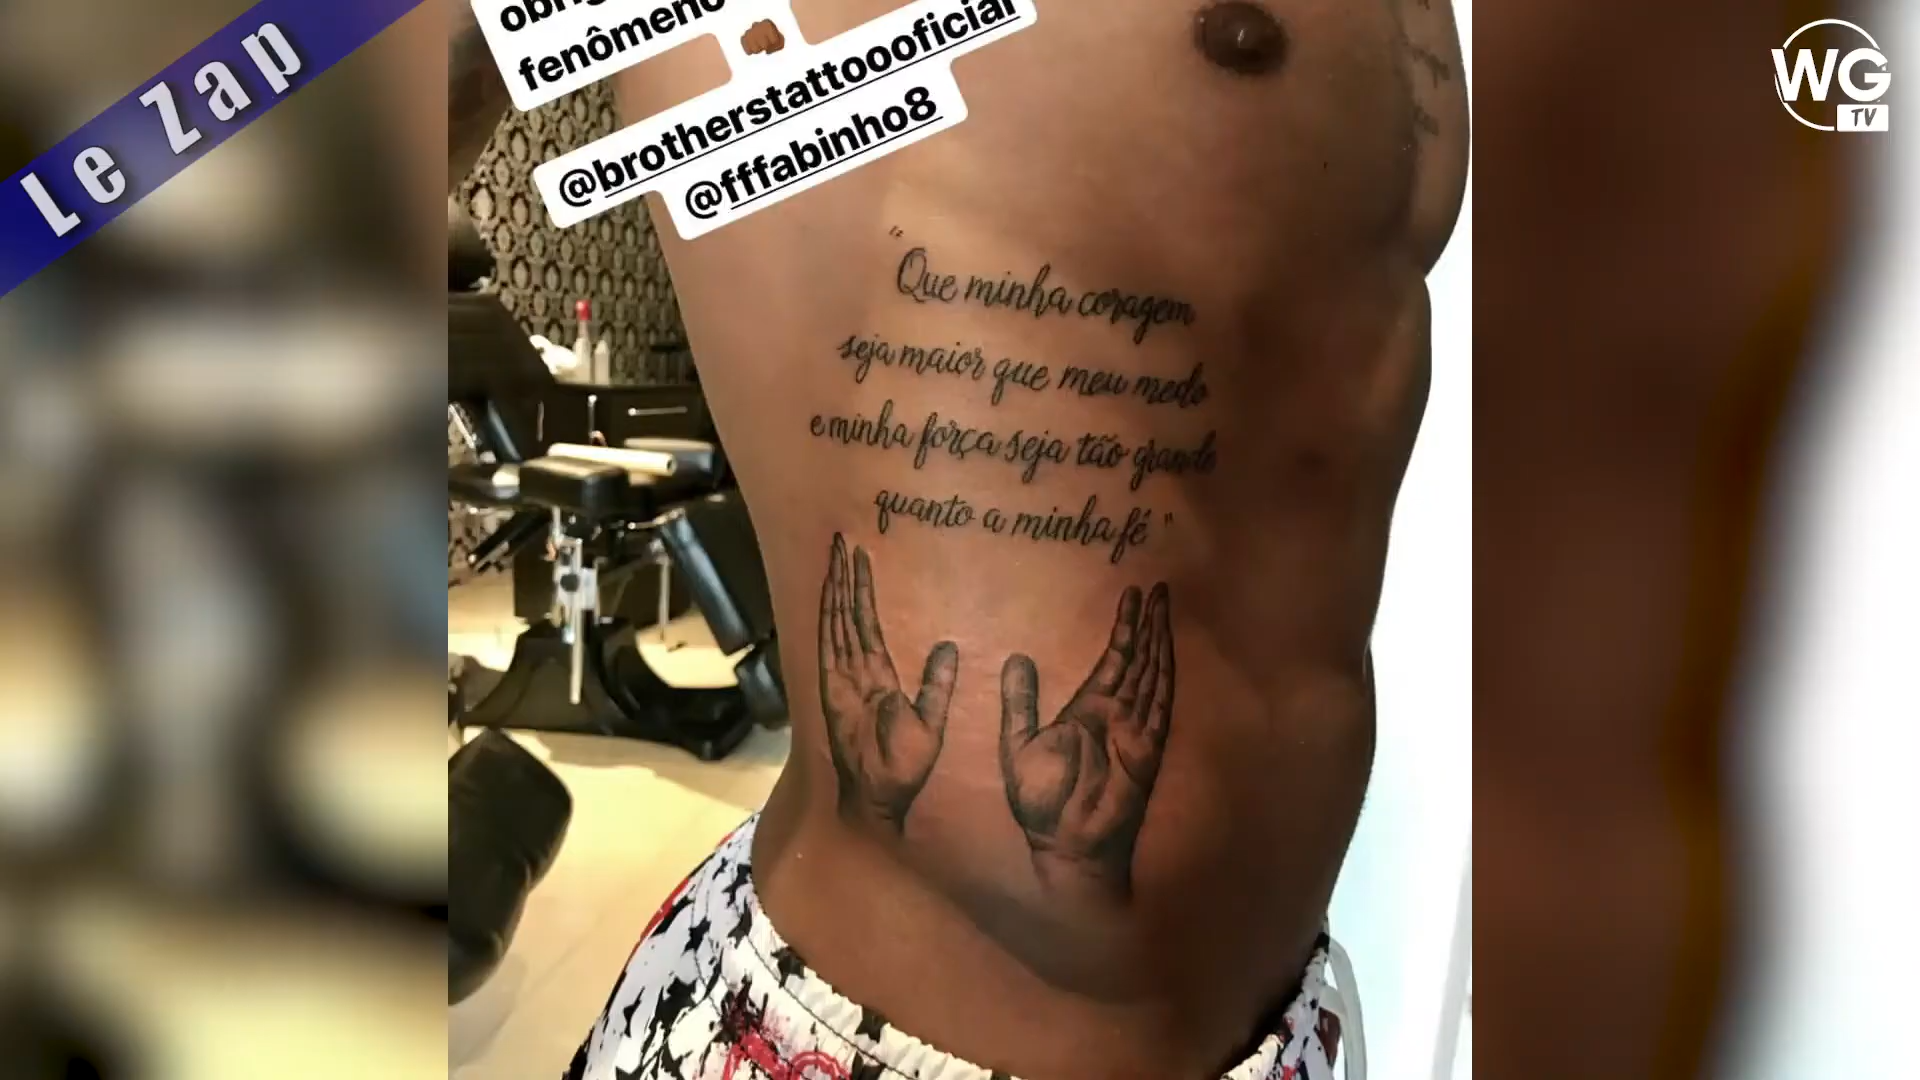 Le Zap
WG
TV
fenômeno 👊🏾
@brotherstattoooficial
@fffabinho8
" Que minha coragem
seja maior que meu medo
e minha força seja tão grande
quanto a minha fé "